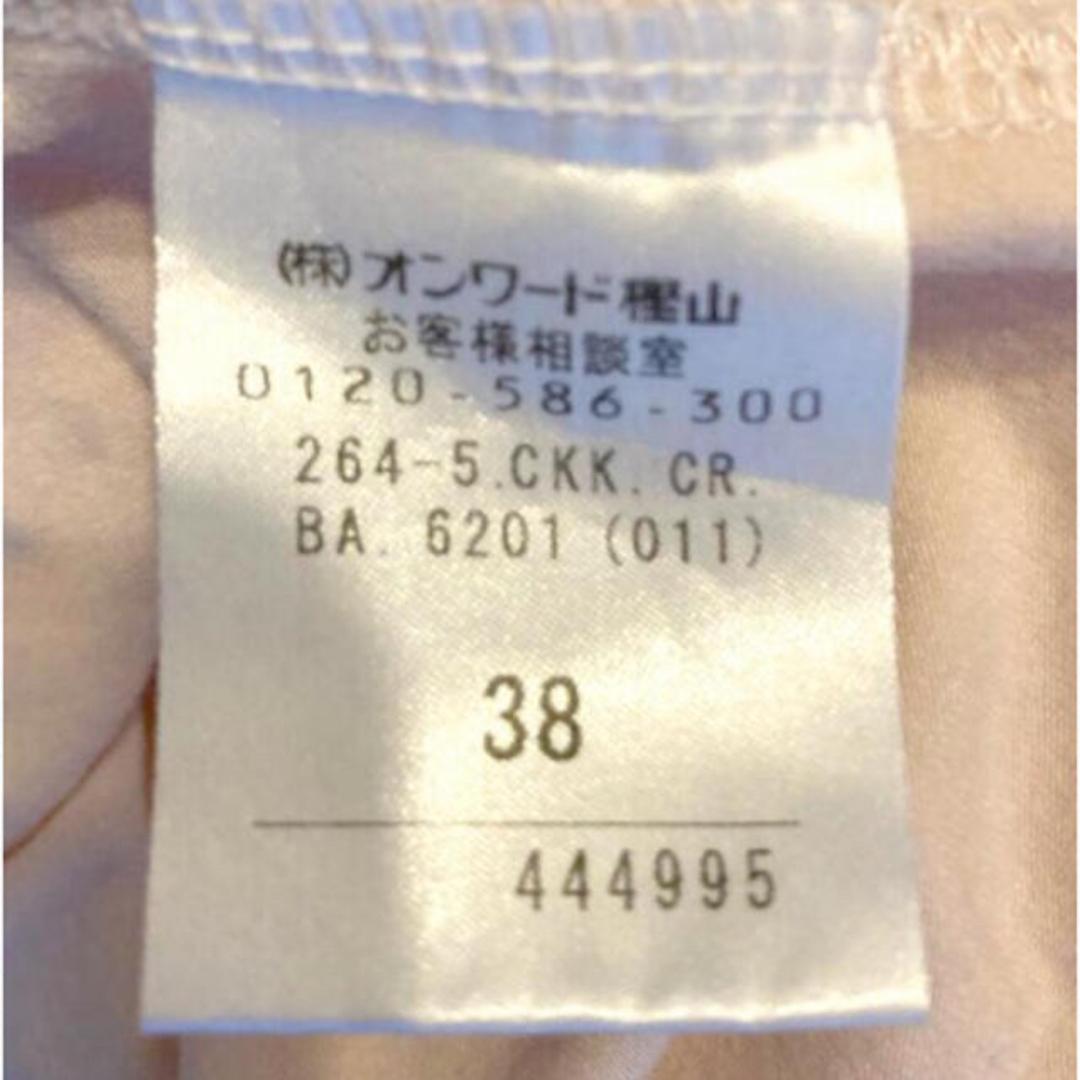 (株)オンワード樫山
お客様相談室
0120-586-300
264-5.CKK. CR.
BA. 6201 (011)
38
444995